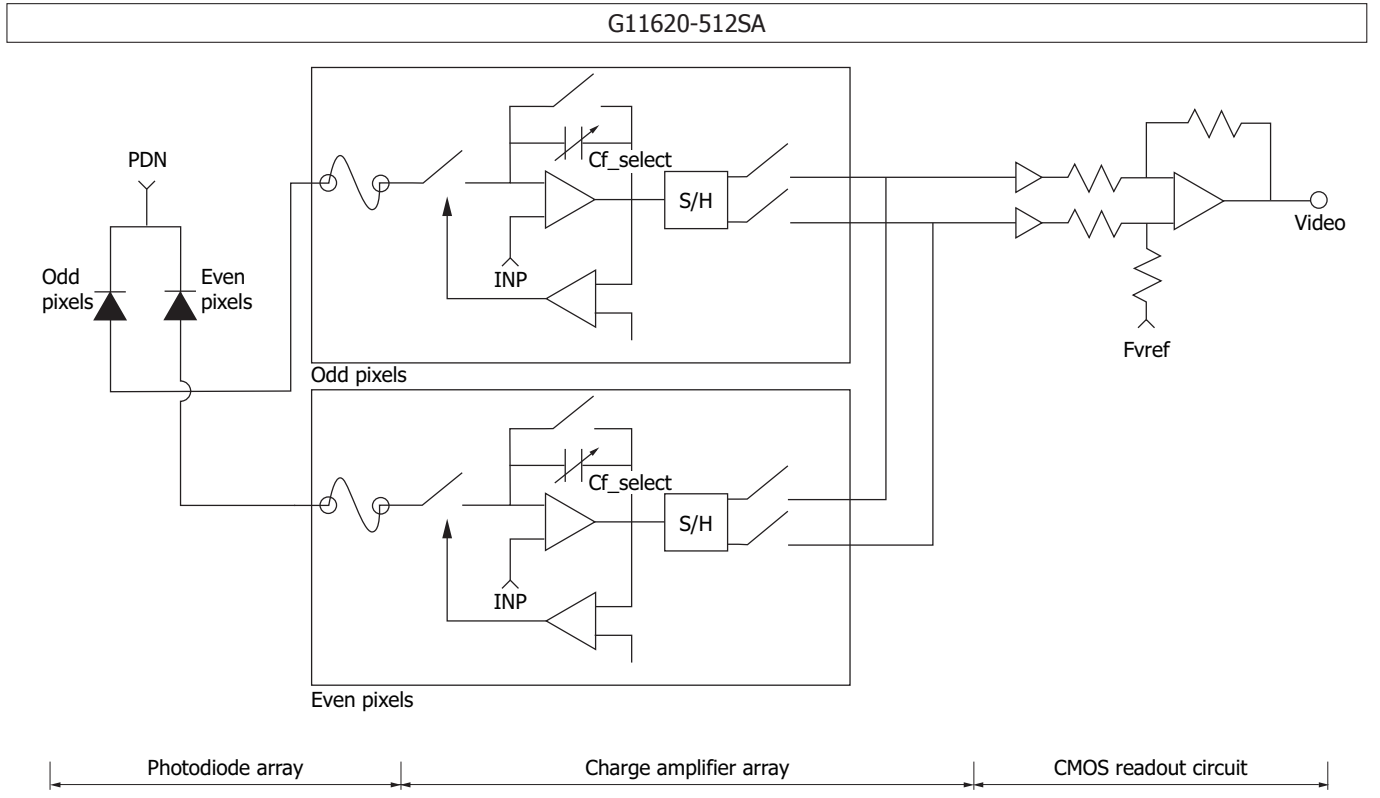 G11620-512SA
PDN
Odd
pixels
Even
pixels
Cf_select
S/H
INP
Odd pixels
Video
Fvref
Cf_select
S/H
INP
Even pixels
Photodiode array
Charge amplifier array
CMOS readout circuit